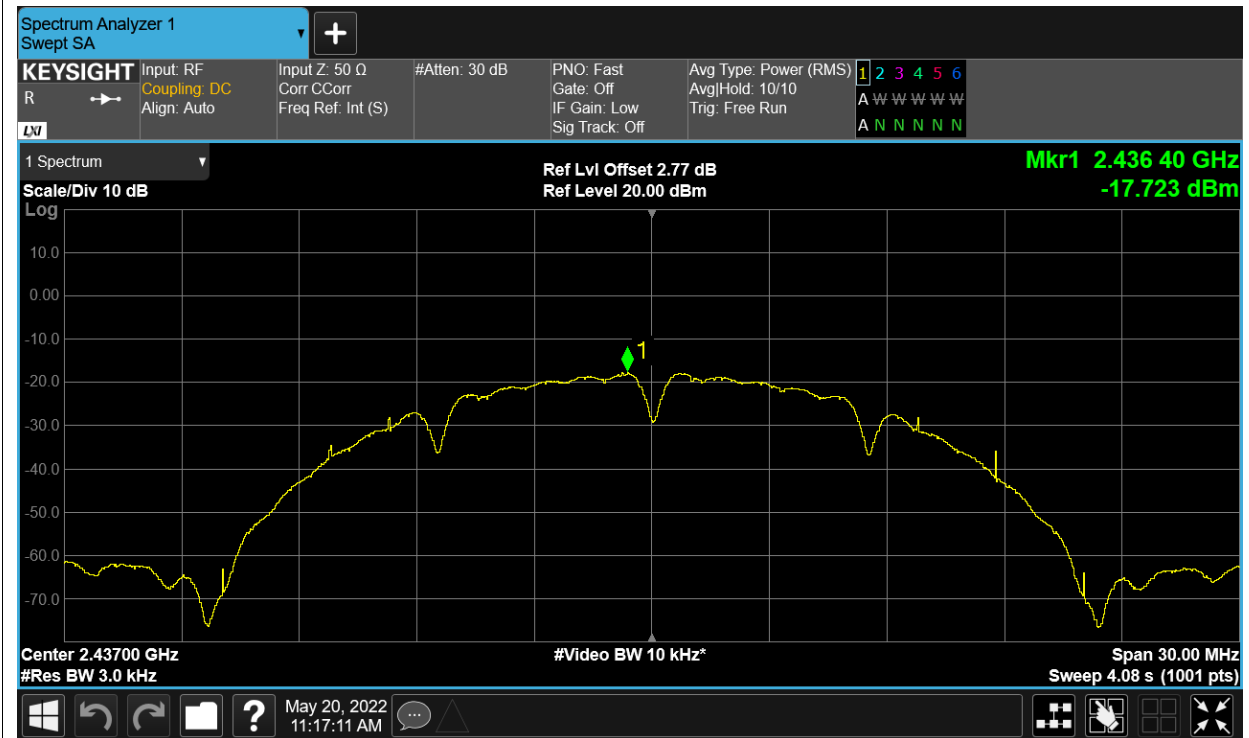 Spectrum Analyzer 1
Swept SA
KEYSIGHT
R
LXI
Input: RF
Coupling: DC
Align: Auto
Input Z: 50 Ω
Corr CCorr
Freq Ref: Int (S)
#Atten: 30 dB
PNO: Fast
Gate: Off
IF Gain: Low
Sig Track: Off
Avg Type: Power (RMS)
Avg|Hold: 10/10
Trig: Free Run
1 2 3 4 5 6
A W W W W W
A N N N N N
1 Spectrum
Scale/Div 10 dB
Log
Ref Lvl Offset 2.77 dB
Ref Level 20.00 dBm
Mkr1 2.436 40 GHz
-17.723 dBm
10.0
0.00
-10.0
-20.0
-30.0
-40.0
-50.0
-60.0
-70.0
1
Center 2.43700 GHz
#Res BW 3.0 kHz
#Video BW 10 kHz*
Span 30.00 MHz
Sweep 4.08 s (1001 pts)
?
May 20, 2022
11:17:11 AM